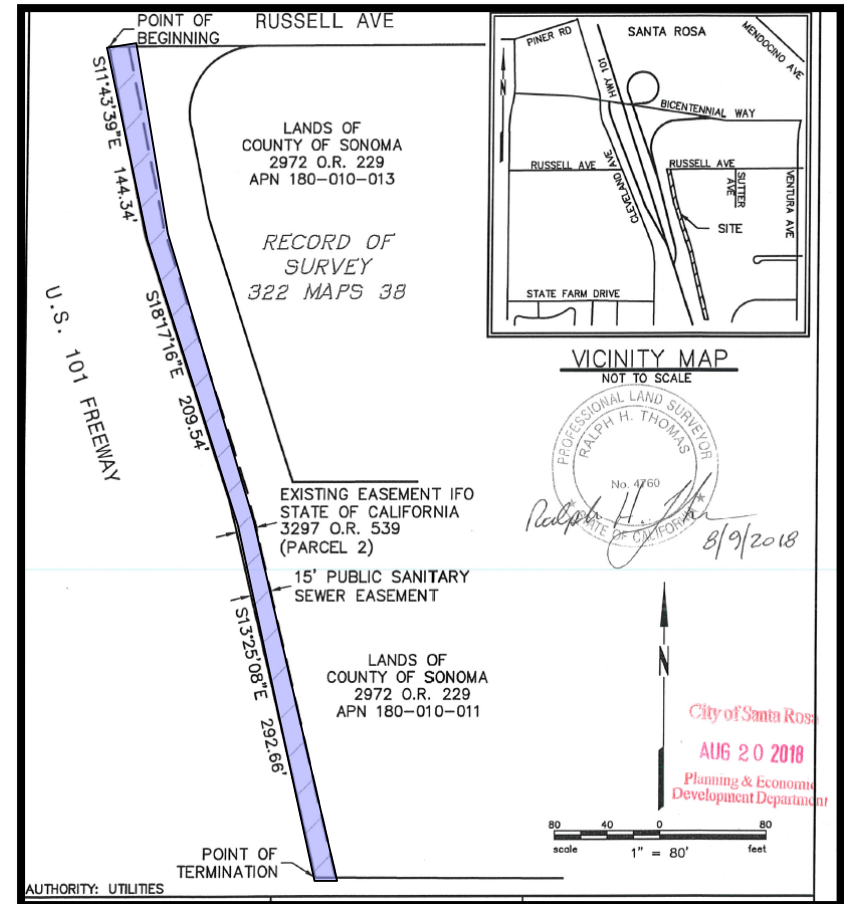 POINT OF
BEGINNING
RUSSELL AVE
S11°43'39"E 144.34'
LANDS OF
COUNTY OF SONOMA
2972 O.R. 229
APN 180-010-013
RECORD OF
SURVEY
322 MAPS 38
U.S. 101 FREEWAY
S18°17'16"E 209.54'
EXISTING EASEMENT IFO
STATE OF CALIFORNIA
3297 O.R. 539
(PARCEL 2)
15' PUBLIC SANITARY
SEWER EASEMENT
S13°25'08"E 292.66'
LANDS OF
COUNTY OF SONOMA
2972 O.R. 229
APN 180-010-011
POINT OF
TERMINATION
AUTHORITY: UTILITIES
PINER RD
SANTA ROSA
MENDOCINO AVE
N
HWY 101
BICENTENNIAL WAY
RUSSELL AVE
RUSSELL AVE
CLEVELAND AVE
SUTTER
AVE
VENTURA AVE
SITE
STATE FARM DRIVE
VICINITY MAP
NOT TO SCALE
PROFESSIONAL LAND SURVEYOR
RALPH H. THOMAS
No. 4760
STATE OF CALIFORNIA
Ralph H. Thomas
8/9/2018
N
City of Santa Rosa
AUG 20 2018
Planning & Economic
Development Department
80 40 0 80
scale 1" = 80' feet